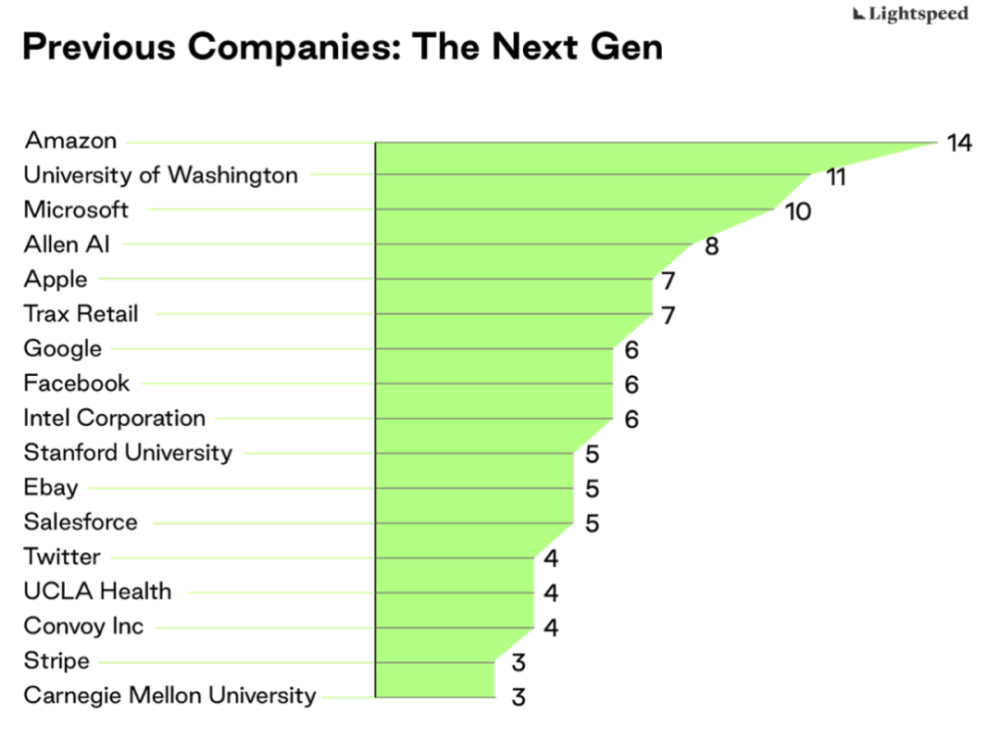 Lightspeed
Previous Companies: The Next Gen
Amazon 14
University of Washington 11
Microsoft 10
Allen AI 8
Apple 7
Trax Retail 7
Google 6
Facebook 6
Intel Corporation 6
Stanford University 5
Ebay 5
Salesforce 5
Twitter 4
UCLA Health 4
Convoy Inc 4
Stripe 3
Carnegie Mellon University 3